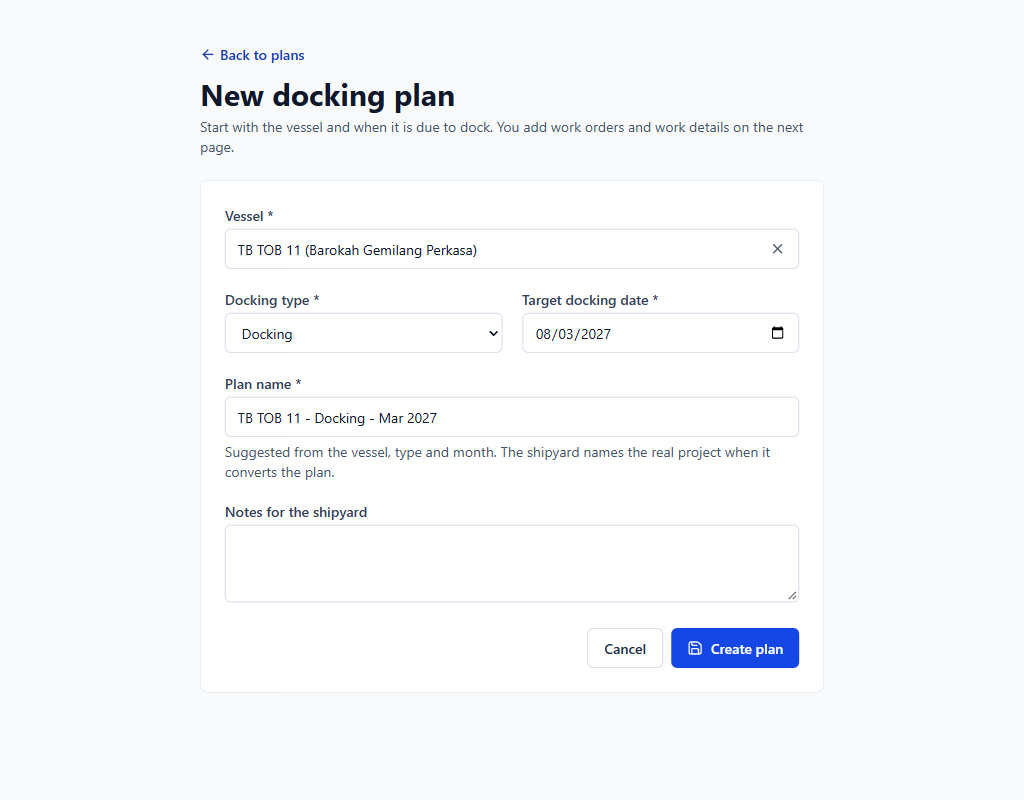 Back to plans
New docking plan
Start with the vessel and when it is due to dock. You add work orders and work details on the next
page.
Vessel *
TB TOB 11 (Barokah Gemilang Perkasa)
Docking type *
Target docking date *
Docking
08/03/2027
Plan name *
TB TOB 11 - Docking - Mar 2027
Suggested from the vessel, type and month. The shipyard names the real project when it
converts the plan.
Notes for the shipyard
Cancel
Create plan